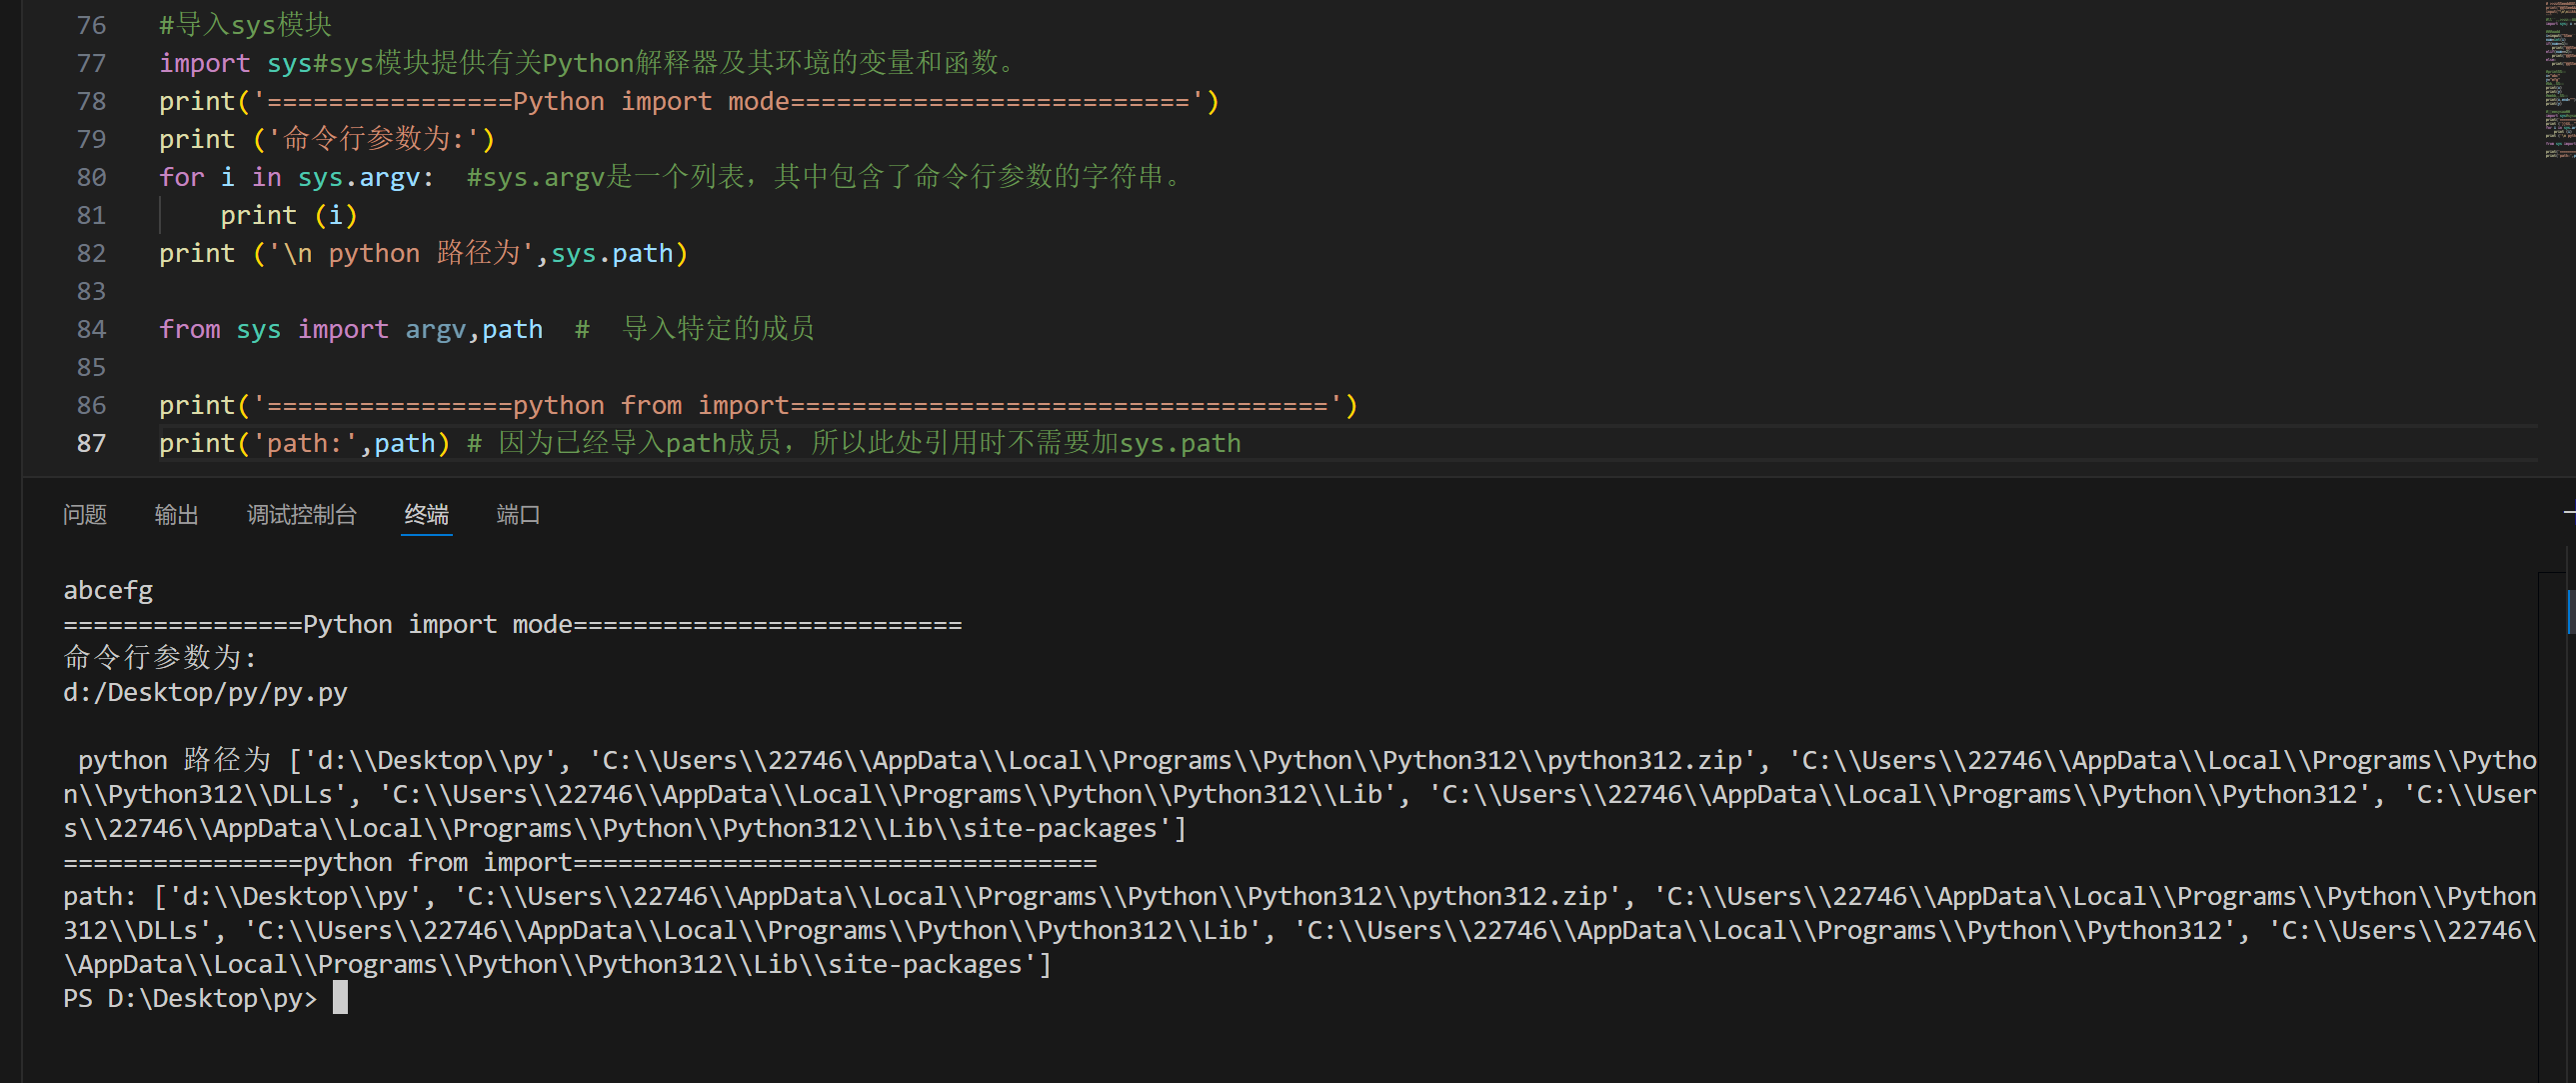 76 #导入sys模块
77 import sys#sys模块提供有关Python解释器及其环境的变量和函数。
78 print('================Python import mode==========================')
79 print ('命令行参数为:')
80 for i in sys.argv:  #sys.argv是一个列表，其中包含了命令行参数的字符串。
81     print (i)
82 print ('\n python 路径为',sys.path)
83
84 from sys import argv,path  #  导入特定的成员
85
86 print('================python from import===================================')
87 print('path:',path) # 因为已经导入path成员，所以此处引用时不需要加sys.path
问题 输出 调试控制台 终端 端口
abcefg
================Python import mode==========================
命令行参数为:
d:/Desktop/py/py.py
 python 路径为 ['d:\\Desktop\\py', 'C:\\Users\\22746\\AppData\\Local\\Programs\\Python\\Python312\\python312.zip', 'C:\\Users\\22746\\AppData\\Local\\Programs\\Pytho
n\\Python312\\DLLs', 'C:\\Users\\22746\\AppData\\Local\\Programs\\Python\\Python312\\Lib', 'C:\\Users\\22746\\AppData\\Local\\Programs\\Python\\Python312', 'C:\\User
s\\22746\\AppData\\Local\\Programs\\Python\\Python312\\Lib\\site-packages']
================python from import===================================
path: ['d:\\Desktop\\py', 'C:\\Users\\22746\\AppData\\Local\\Programs\\Python\\Python312\\python312.zip', 'C:\\Users\\22746\\AppData\\Local\\Programs\\Python\\Python
312\\DLLs', 'C:\\Users\\22746\\AppData\\Local\\Programs\\Python\\Python312\\Lib', 'C:\\Users\\22746\\AppData\\Local\\Programs\\Python\\Python312', 'C:\\Users\\22746\
\AppData\\Local\\Programs\\Python\\Python312\\Lib\\site-packages']
PS D:\Desktop\py>